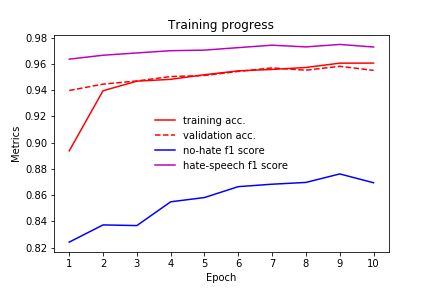 Training progress
0.98
0.96
0.94
0.92
0.90
0.88
0.86
0.84
0.82
Metrics
training acc.
validation acc.
no-hate f1 score
hate-speech f1 score
1 2 3 4 5 6 7 8 9 10
Epoch